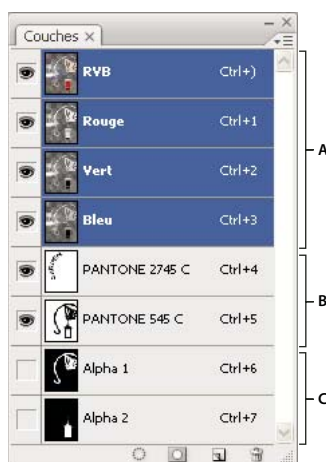 Couches ×
RVB Ctrl+)
Rouge Ctrl+1
Vert Ctrl+2
Bleu Ctrl+3
A
PANTONE 2745 C Ctrl+4
PANTONE 545 C Ctrl+5
B
Alpha 1 Ctrl+6
Alpha 2 Ctrl+7
C